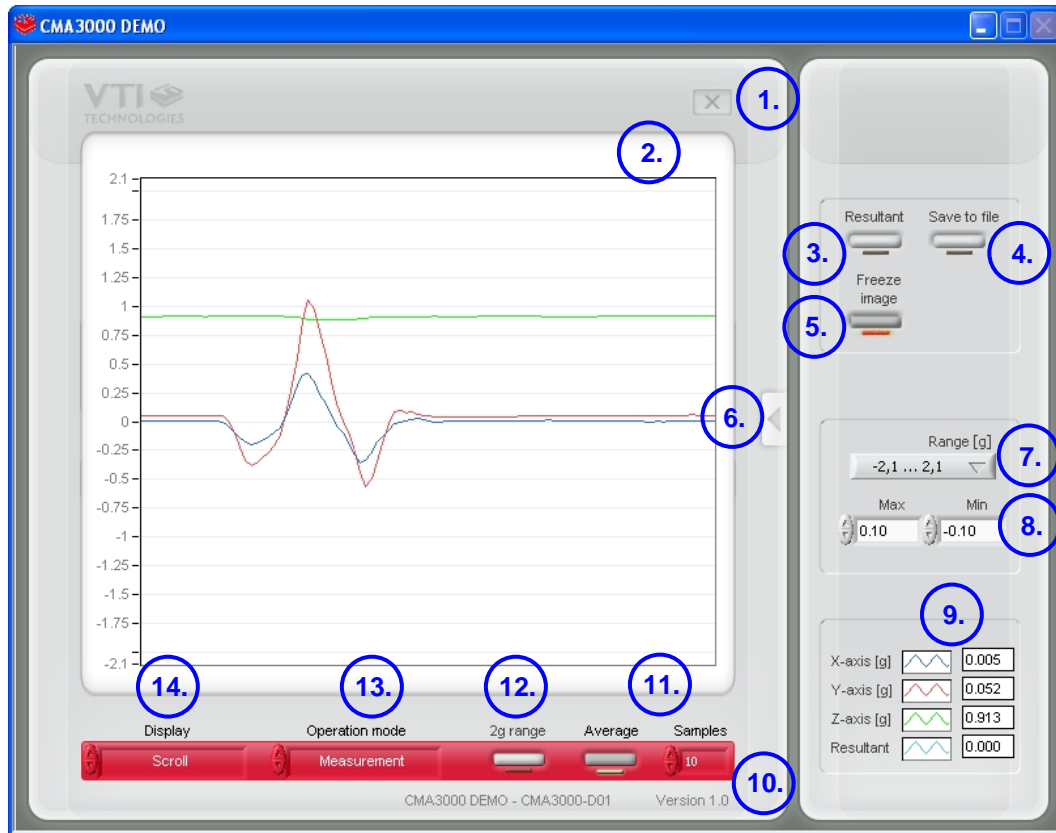 CMA3000 DEMO
VTI
TECHNOLOGIES
1.
2.
2.1
1.75
1.5
1.25
1
0.75
0.5
0.25
0
-0.25
-0.5
-0.75
-1
-1.25
-1.5
-1.75
-2.1
Resultant Save to file
3.
4.
Freeze
image
5.
6.
Range [g]
-2,1 ... 2,1
7.
Max Min
0.10 -0.10
8.
9.
X-axis [g] 0.005
Y-axis [g] 0.052
Z-axis [g] 0.913
Resultant 0.000
14. 13. 12. 11.
Display Operation mode 2g range Average Samples
Scroll Measurement 10
10.
CMA3000 DEMO - CMA3000-D01 Version 1.0